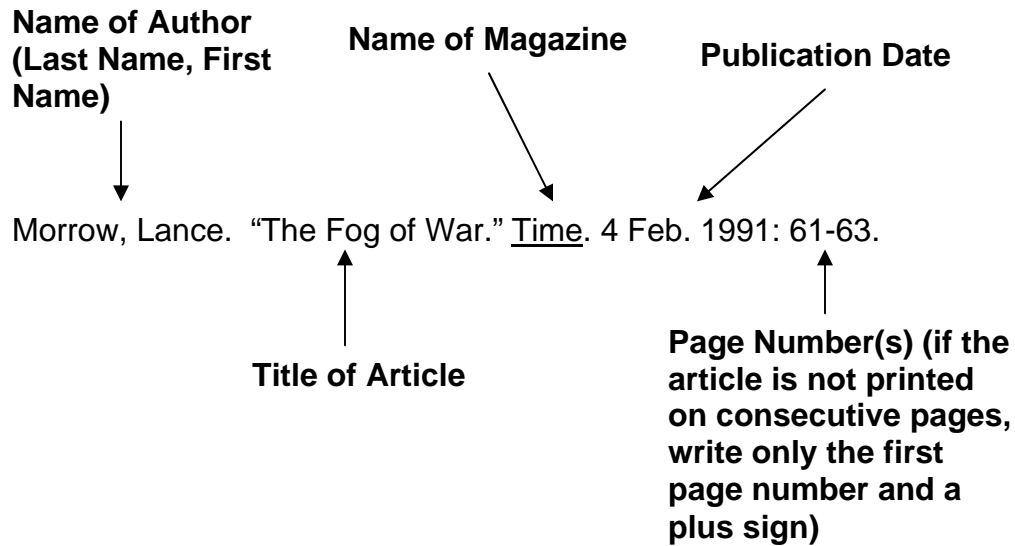 Name of Author
(Last Name, First
Name)
Name of Magazine
Publication Date
Morrow, Lance.  “The Fog of War.” Time. 4 Feb. 1991: 61-63.
Title of Article
Page Number(s) (if the
article is not printed
on consecutive pages,
write only the first
page number and a
plus sign)